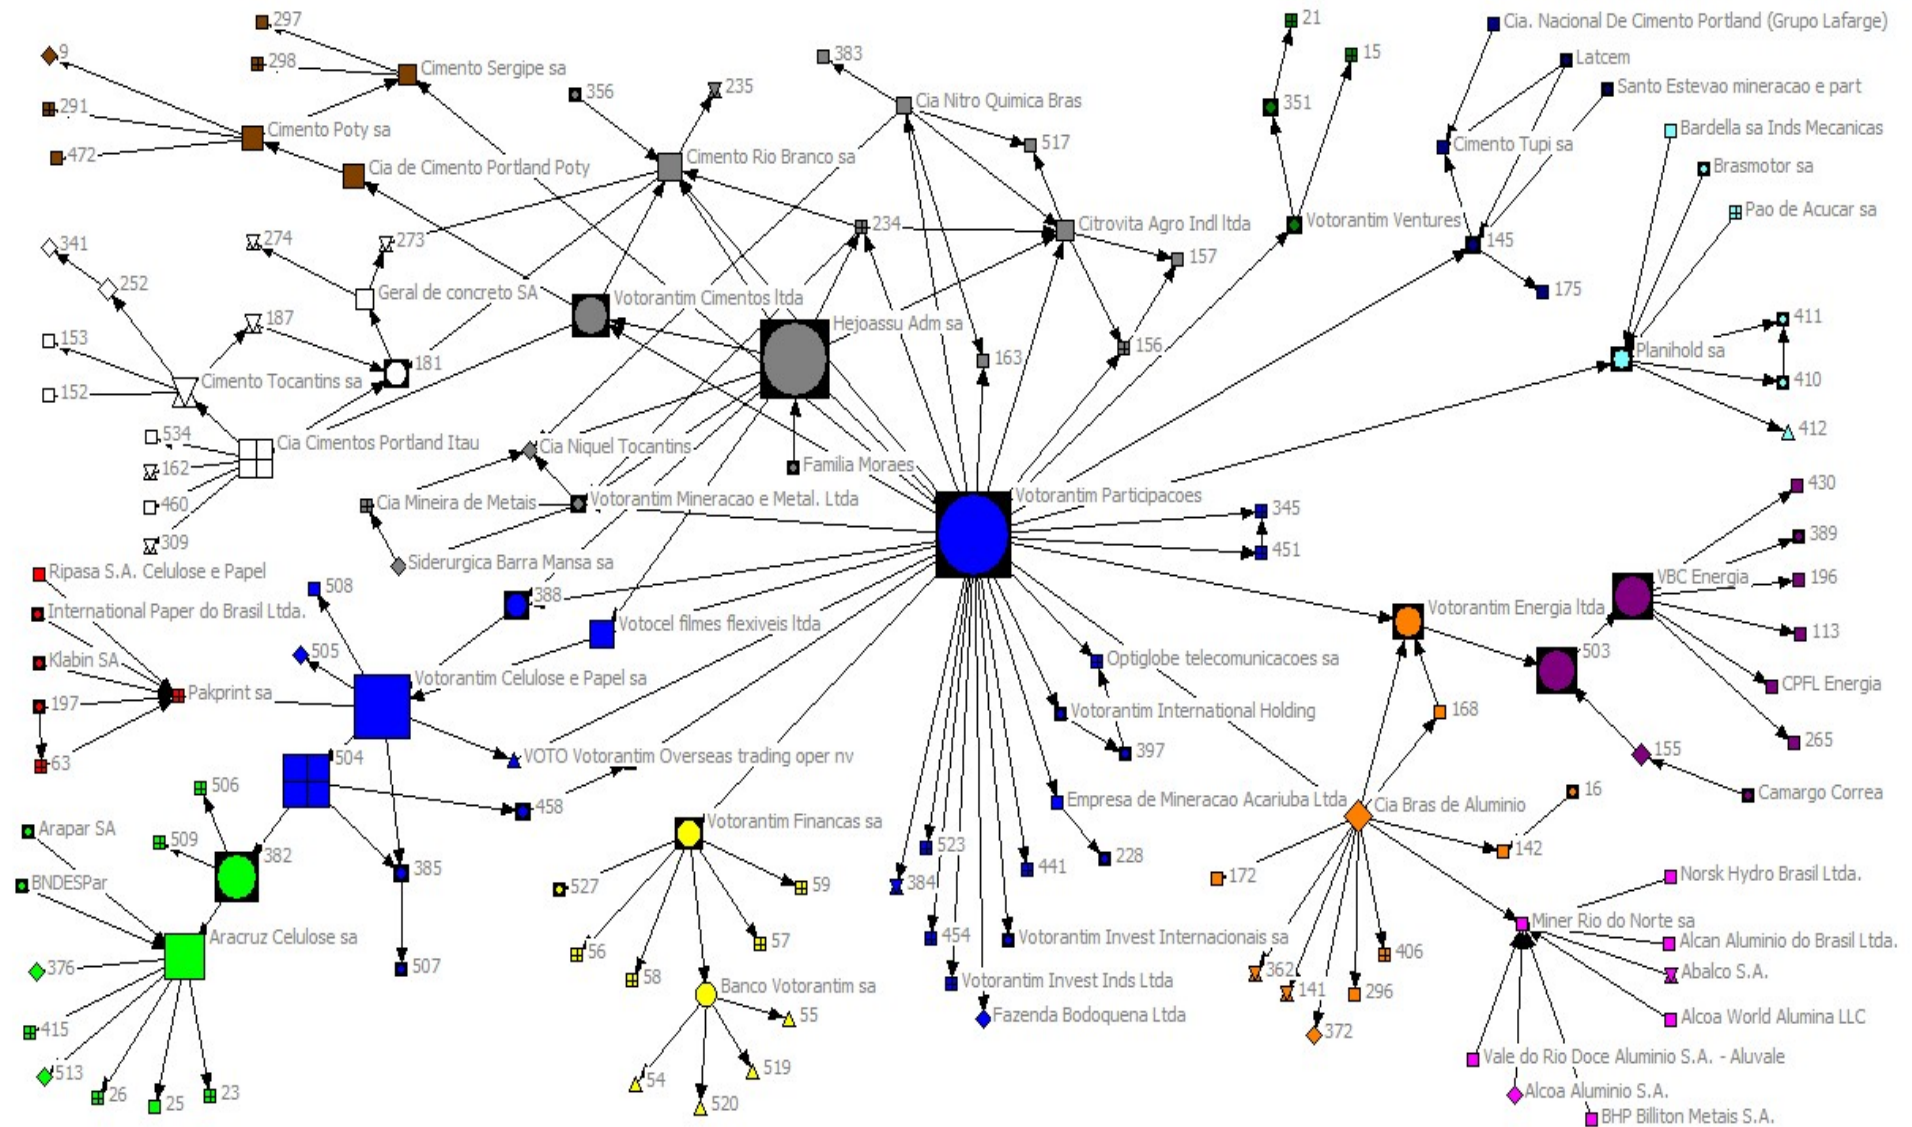 297
Cia. Nacional De Cimento Portland (Grupo Lafarge)
21
9
298
Cimento Sergipe sa
383
15
Latcem
356
235
Cia Nitro Quimica Bras
351
Santo Estevao mineracao e part
291
Cimento Poty sa
517
Cimento Tupi sa
Bardella sa Inds Mecanicas
472
Cia de Cimento Portland Poty
Cimento Rio Branco sa
Brasmotor sa
341
274
273
234
Citrovita Agro Indl ltda
Votorantim Ventures
145
Pao de Acucar sa
252
Geral de concreto SA
Votorantim Cimentos ltda
157
175
153
187
Hejoassu Adm sa
411
152
Cimento Tocantins sa
181
163
156
Planihold sa
410
534
Cia Cimentos Portland Itau
Cia Niquel Tocantins
412
162
Familia Moraes
460
Cia Mineira de Metais
Votorantim Mineracao e Metal. Ltda
Votorantim Participacoes
345
430
309
451
389
Ripasa S.A. Celulose e Papel
508
Siderurgica Barra Mansa sa
388
VBC Energia
196
International Paper do Brasil Ltda.
Votocel filmes flexiveis ltda
Votorantim Energia ltda
113
Klabin SA
505
Votorantim Celulose e Papel sa
Optiglobe telecomunicacoes sa
503
CPFL Energia
197
Pakprint sa
Votorantim International Holding
168
265
63
504
VOTO Votorantim Overseas trading oper nv
397
155
506
458
Empresa de Mineracao Acariuba Ltda
Cia Bras de Aluminio
16
Camargo Correa
Arapar SA
509
382
Votorantim Financas sa
523
228
142
BNDESPar
385
527
59
384
441
172
Norsk Hydro Brasil Ltda.
Aracruz Celulose sa
56
57
454
Votorantim Invest Internacionais sa
406
Miner Rio do Norte sa
376
507
58
Banco Votorantim sa
Votorantim Invest Inds Ltda
362
141
296
Alcan Aluminio do Brasil Ltda.
Abalco S.A.
415
55
Fazenda Bodoquena Ltda
372
Alcoa World Alumina LLC
513
54
519
Vale do Rio Doce Aluminio S.A. - Aluvale
26
25
23
520
Alcoa Aluminio S.A.
BHP Billiton Metais S.A.